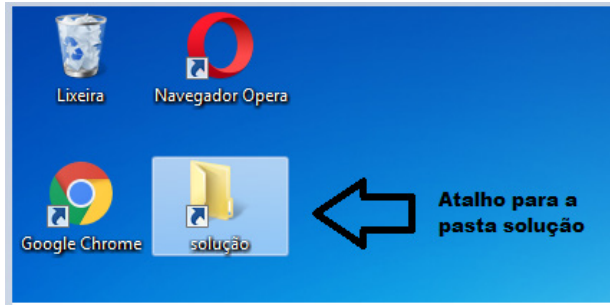 Lixeira
Navegador Opera
Google Chrome
solução
Atalho para a
pasta solução